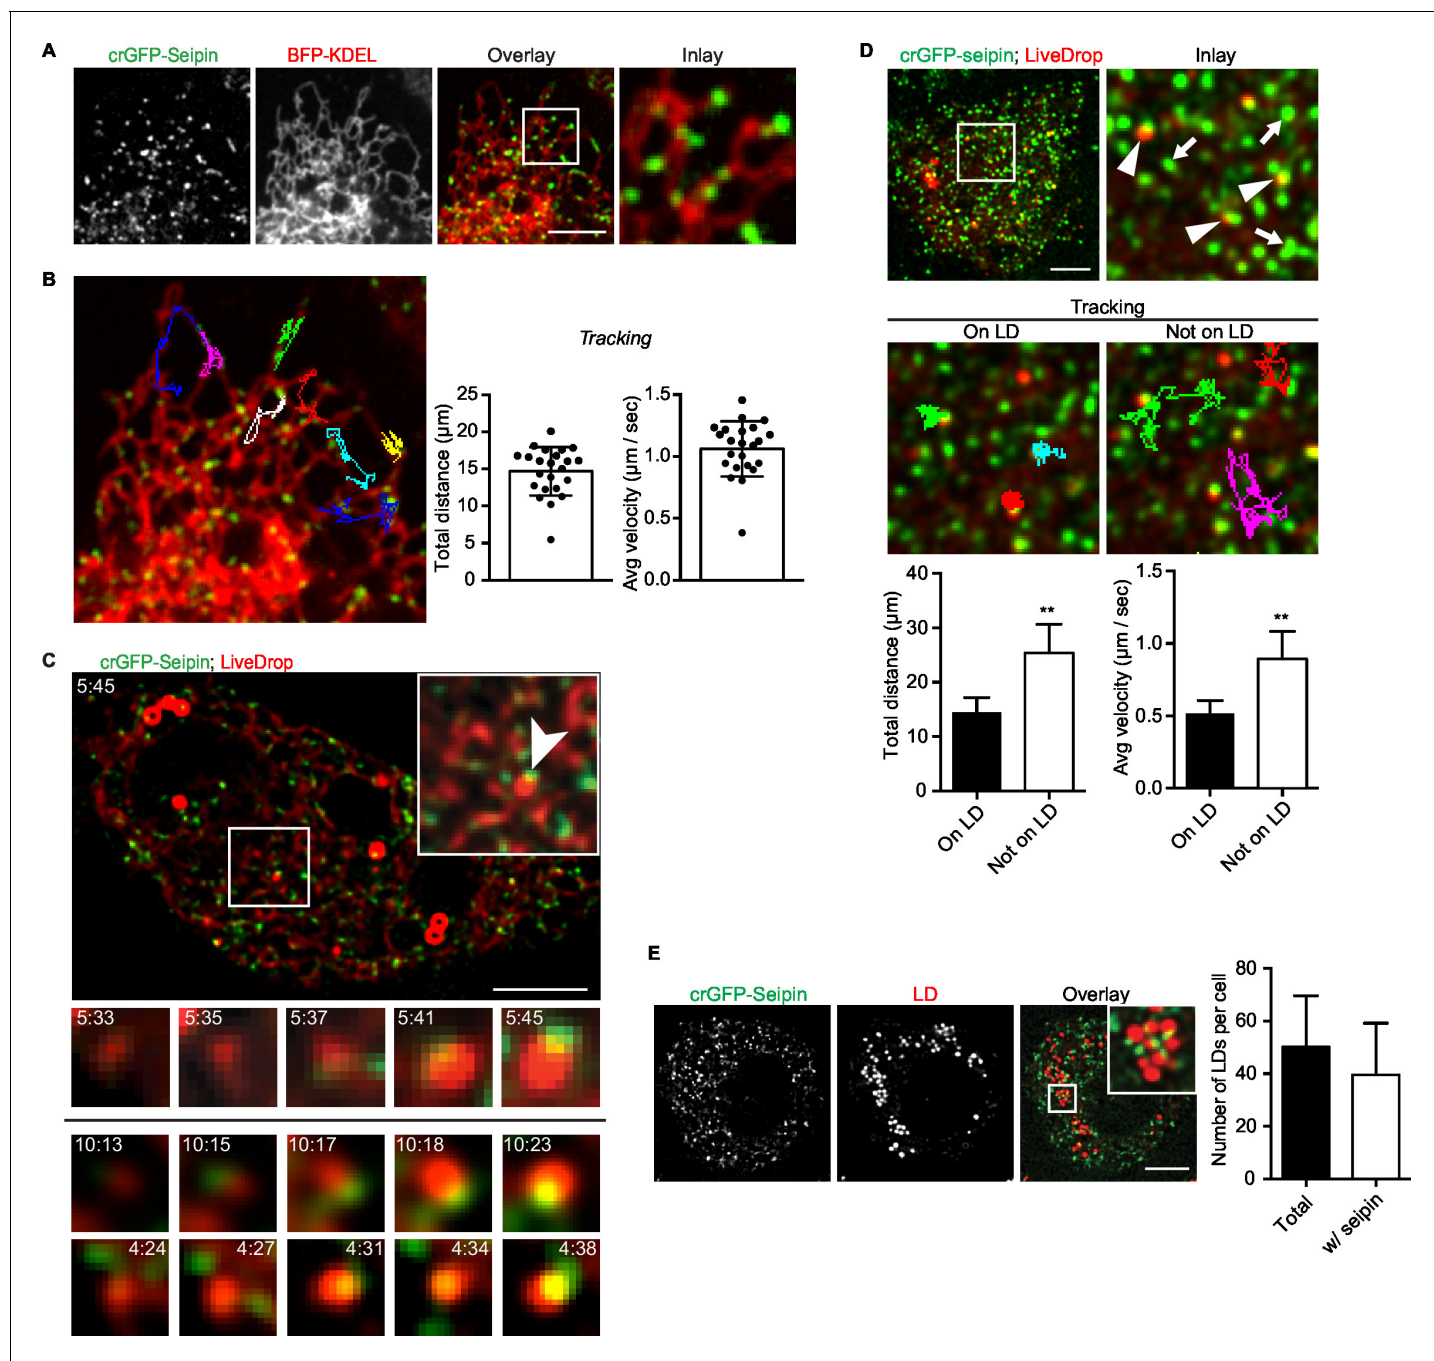 A
crGFP-Seipin
BFP-KDEL
Overlay
Inlay
B
Tracking
Total distance (µm)
25
20
15
10
5
0
Avg velocity (µm / sec)
1.5
1.0
0.5
0.0
C
crGFP-Seipin; LiveDrop
5:45
5:33
5:35
5:37
5:41
5:45
10:13
10:15
10:17
10:18
10:23
4:24
4:27
4:31
4:34
4:38
D
crGFP-seipin; LiveDrop
Inlay
Tracking
On LD
Not on LD
Total distance (µm)
40
30
20
10
0
**
On LD
Not on LD
Avg velocity (µm / sec)
1.5
1.0
0.5
0.0
**
On LD
Not on LD
E
crGFP-Seipin
LD
Overlay
Number of LDs per cell
80
60
40
20
0
Total
w/ seipin